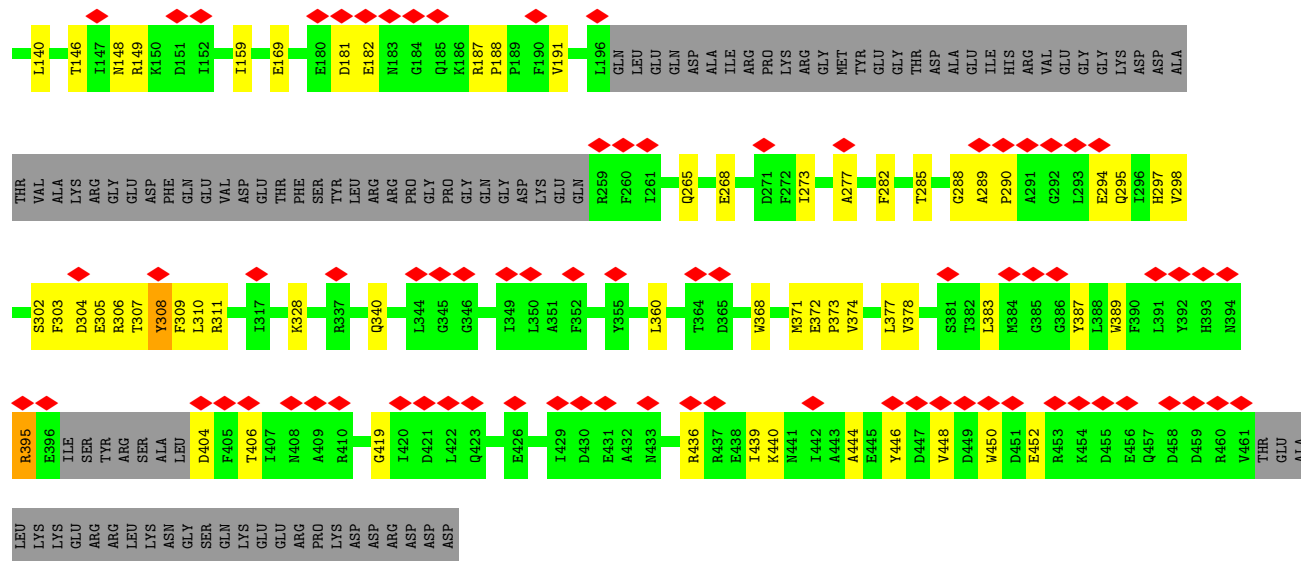 L140 T146 I147 N148 R149 K150 D151 I152 I159 E169 E180 D181 E182 N183 G184 Q185 K186 R187 P188 P189 F190 V191 L196 GLN LEU GLU GLN ASP ALA ILE ARG PRO LYS ARG GLY MET TYR GLU GLY THR ASP ALA GLU ILE HIS ARG VAL GLU GLY GLY LYS ASP ASP ALA
THR VAL ALA LYS ARG GLY GLU ASP PHE GLN GLU VAL ASP GLU THR PHE SER TYR LEU ARG ARG PRO GLY PRO GLY GLN GLY ASP LYS GLU GLN R259 F260 I261 Q265 E268 D271 F272 I273 A277 F282 T285 G288 A289 P290 A291 G292 L293 E294 Q295 I296 H297 V298
S302 F303 D304 E305 R306 T307 Y308 F309 L310 R311 I317 K328 R337 Q340 L344 G345 G346 I349 L350 A351 F352 Y355 L360 T364 D365 W368 M371 E372 P373 V374 L377 V378 S381 T382 L383 M384 G385 G386 Y387 L388 W389 F390 L391 Y392 H393 N394
R395 E396 ILE SER TYR ARG SER ALA LEU D404 F405 T406 I407 N408 A409 R410 G419 I420 D421 L422 Q423 E426 I429 D430 E431 A432 N433 R436 R437 E438 I439 K440 N441 I442 A443 A444 E445 Y446 D447 V448 D449 W450 D451 E452 R453 K454 D455 E456 Q457 D458 D459 R460 V461 THR GLU ALA
LEU LYS LYS GLU ARG ARG LEU LYS ASN GLY SER GLN LYS GLU GLU ARG PRO LYS ASP ASP ARG ASP ASP ASP